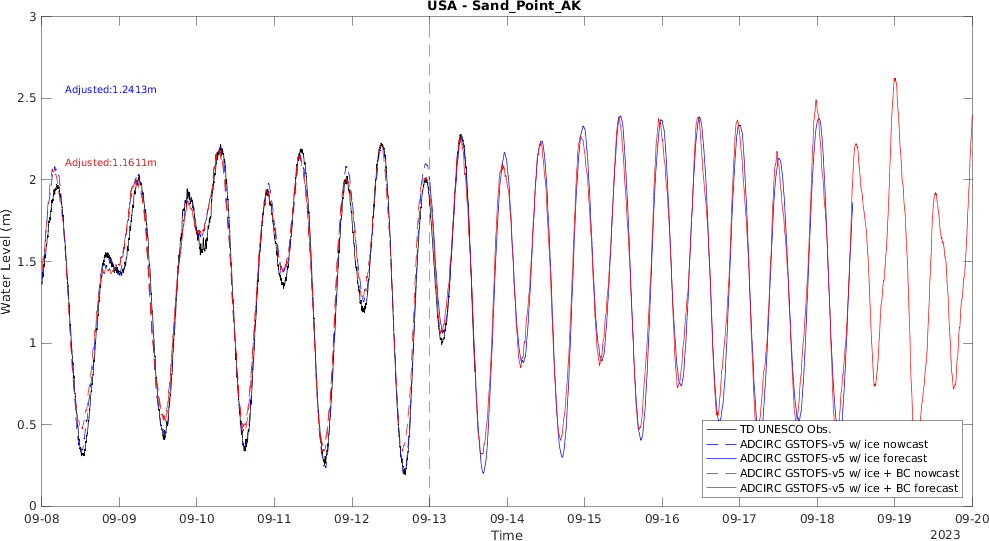 USA - Sand_Point_AK
Water Level (m)
3
2.5
2
1.5
1
0.5
0
Adjusted:1.2413m
Adjusted:1.1611m
TD UNESCO Obs.
ADCIRC GSTOFS-v5 w/ ice nowcast
ADCIRC GSTOFS-v5 w/ ice forecast
ADCIRC GSTOFS-v5 w/ ice + BC nowcast
ADCIRC GSTOFS-v5 w/ ice + BC forecast
09-08 09-09 09-10 09-11 09-12 09-13 09-14 09-15 09-16 09-17 09-18 09-19 09-20
Time
2023